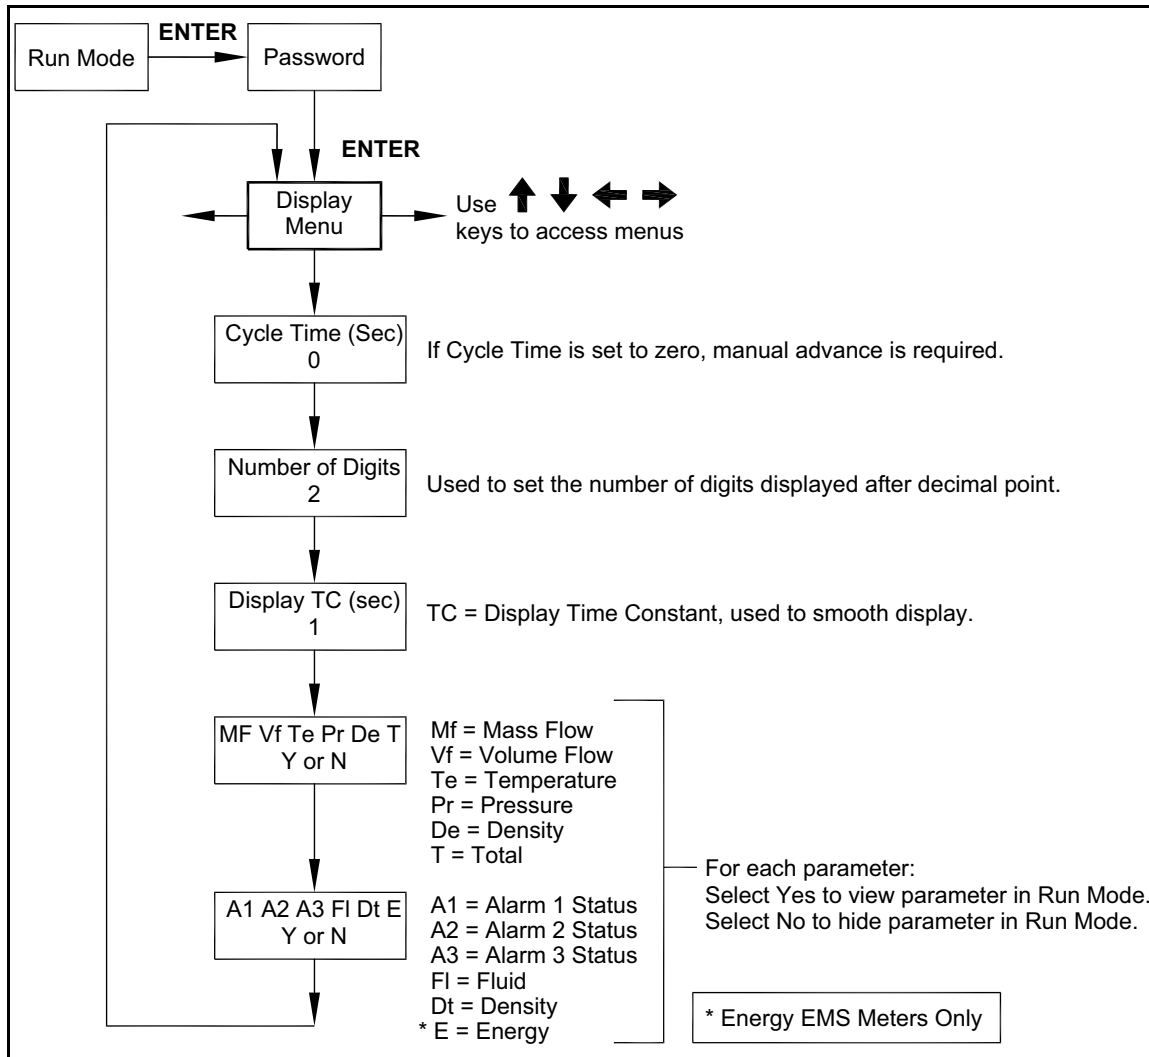 ENTER
Run Mode
Password
ENTER
Display
Menu
Use
keys to access menus
Cycle Time (Sec)
0
If Cycle Time is set to zero, manual advance is required.
Number of Digits
2
Used to set the number of digits displayed after decimal point.
Display TC (sec)
1
TC = Display Time Constant, used to smooth display.
MF Vf Te Pr De T
Y or N
Mf = Mass Flow
Vf = Volume Flow
Te = Temperature
Pr = Pressure
De = Density
T = Total
For each parameter:
Select Yes to view parameter in Run Mode.
Select No to hide parameter in Run Mode.
A1 A2 A3 Fl Dt E
Y or N
A1 = Alarm 1 Status
A2 = Alarm 2 Status
A3 = Alarm 3 Status
Fl = Fluid
Dt = Density
* E = Energy
* Energy EMS Meters Only